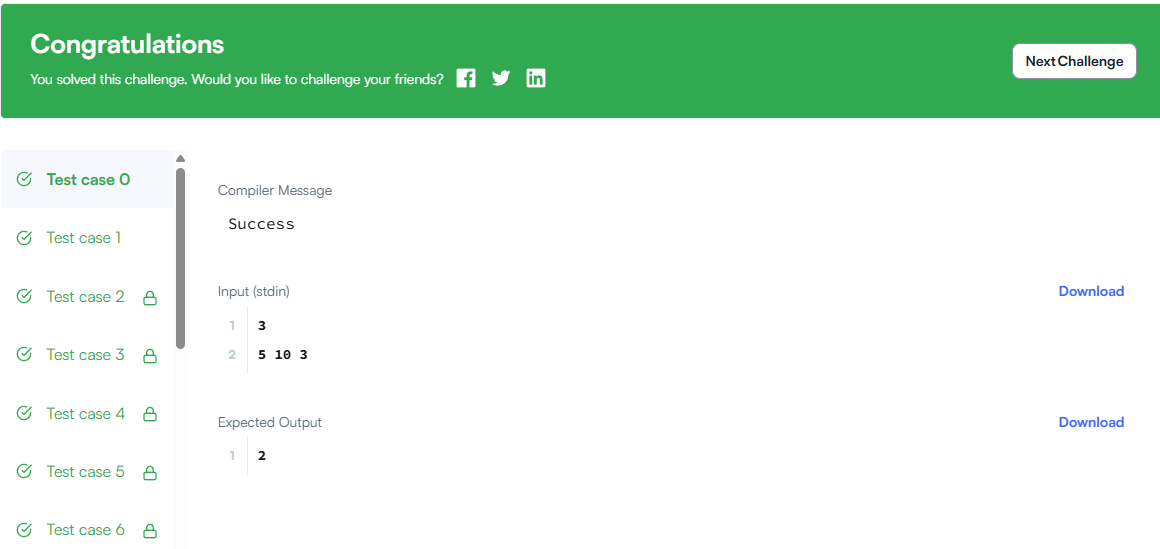 Congratulations
You solved this challenge. Would you like to challenge your friends?
Next Challenge
Test case 0
Test case 1
Test case 2
Test case 3
Test case 4
Test case 5
Test case 6
Compiler Message
Success
Input (stdin)
Download
1 3
2 5 10 3
Expected Output
Download
1 2